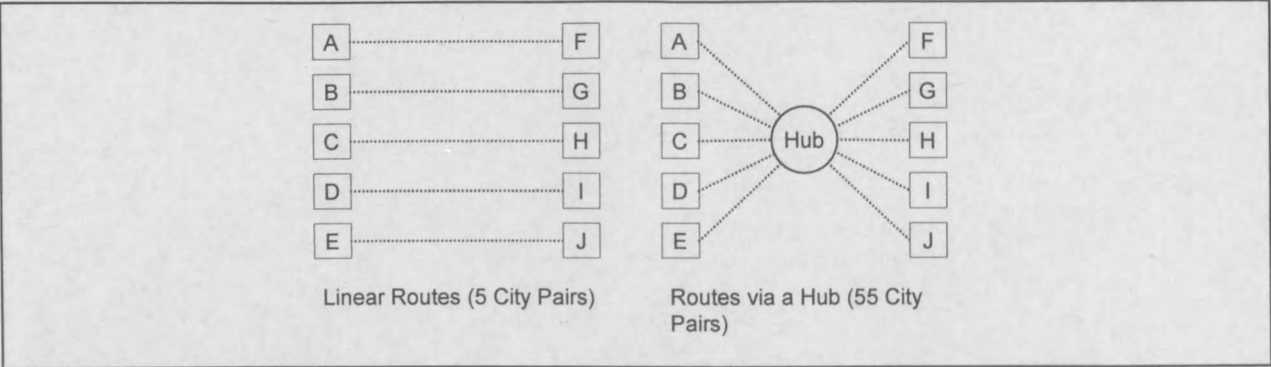 A F A F
B G B G
C H C Hub H
D I D I
E J E J
Linear Routes (5 City Pairs)
Routes via a Hub (55 City
Pairs)